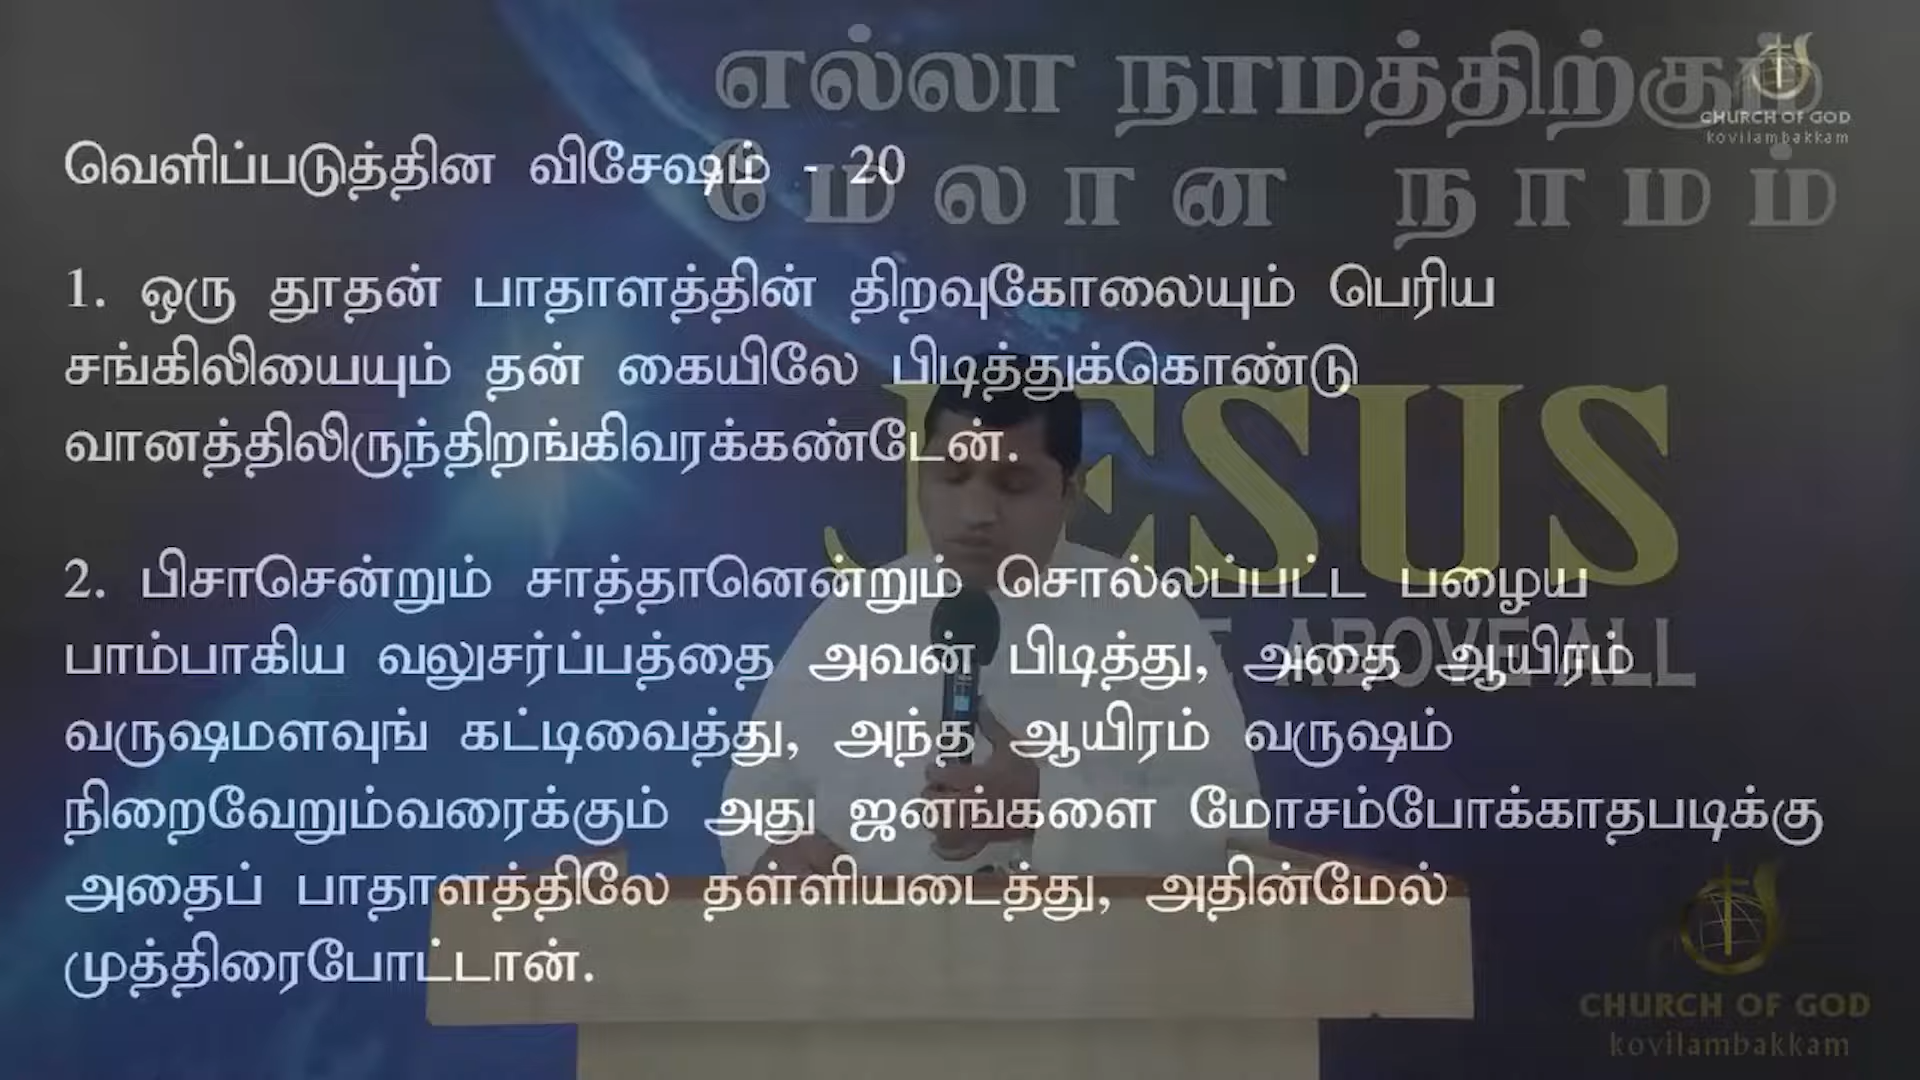 எல்லா நாமத்திற்கும்
மேலான நாமம்
CHURCH OF GOD
kovilambakkam
வெளிப்படுத்தின விசேஷம் - 20
1. ஒரு தூதன் பாதாளத்தின் திறவுகோலையும் பெரிய
சங்கிலியையும் தன் கையிலே பிடித்துக்கொண்டு
வானத்திலிருந்திறங்கிவரக்கண்டேன்.
JESUS
ABOVE ALL
2. பிசாசென்றும் சாத்தானென்றும் சொல்லப்பட்ட பழைய
பாம்பாகிய வலுசர்ப்பத்தை அவன் பிடித்து, அதை ஆயிரம்
வருஷமளவுங் கட்டிவைத்து, அந்த ஆயிரம் வருஷம்
நிறைவேறும்வரைக்கும் அது ஜனங்களை மோசம்போக்காதபடிக்கு
அதைப் பாதாளத்திலே தள்ளியடைத்து, அதின்மேல்
முத்திரைபோட்டான்.
CHURCH OF GOD
kovilambakkam